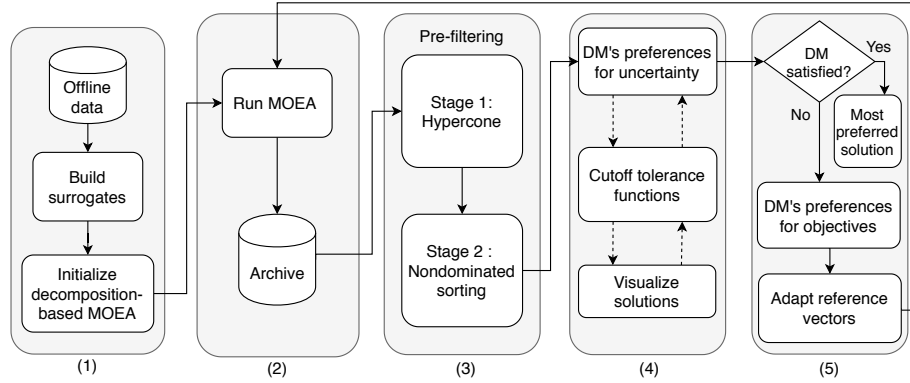 Offline
data
Build
surrogates
Initialize
decomposition-
based MOEA
(1)
Run MOEA
Archive
(2)
Pre-filtering
Stage 1:
Hypercone
Stage 2 :
Nondominated
sorting
(3)
DM's preferences
for uncertainty
Cutoff tolerance
functions
Visualize
solutions
(4)
DM
satisfied?
Yes
No
Most
preferred
solution
DM's preferences
for objectives
Adapt reference
vectors
(5)